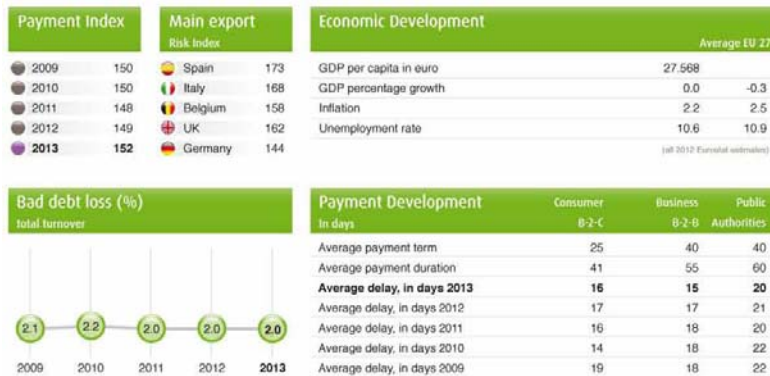 Payment Index
2009 150
2010 150
2011 148
2012 149
2013 152
Main export
Risk Index
Spain 173
Italy 168
Belgium 158
UK 162
Germany 144
Economic Development
Average EU 27
GDP per capita in euro 27.568
GDP percentage growth 0.0 -0.3
Inflation 2.2 2.5
Unemployment rate 10.6 10.9
(all 2012 Eurostat estimates)
Bad debt loss (%)
total turnover
2.1 2.2 2.0 2.0 2.0
2009 2010 2011 2012 2013
Payment Development Consumer Business Public
In days B-2-C B-2-B Authorities
Average payment term 25 40 40
Average payment duration 41 55 60
Average delay, in days 2013 16 15 20
Average delay, in days 2012 17 17 21
Average delay, in days 2011 16 18 20
Average delay, in days 2010 14 18 22
Average delay, in days 2009 19 18 22